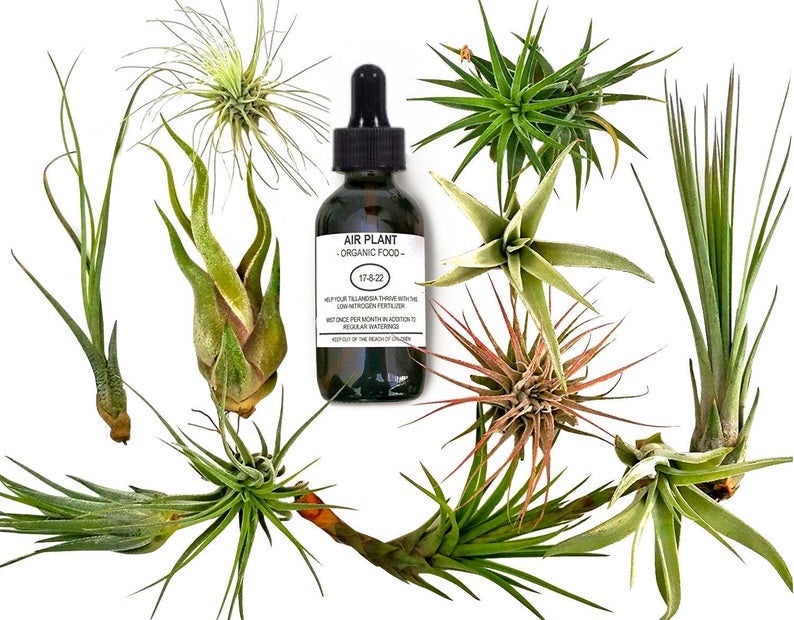 AIR PLANT
- ORGANIC FOOD -
17-8-22
HELP YOUR TILLANDSIA THRIVE WITH THIS
LOW-NITROGEN FERTILIZER
MIST ONCE PER MONTH IN ADDITION TO
REGULAR WATERINGS
KEEP OUT OF THE REACH OF CHILDREN